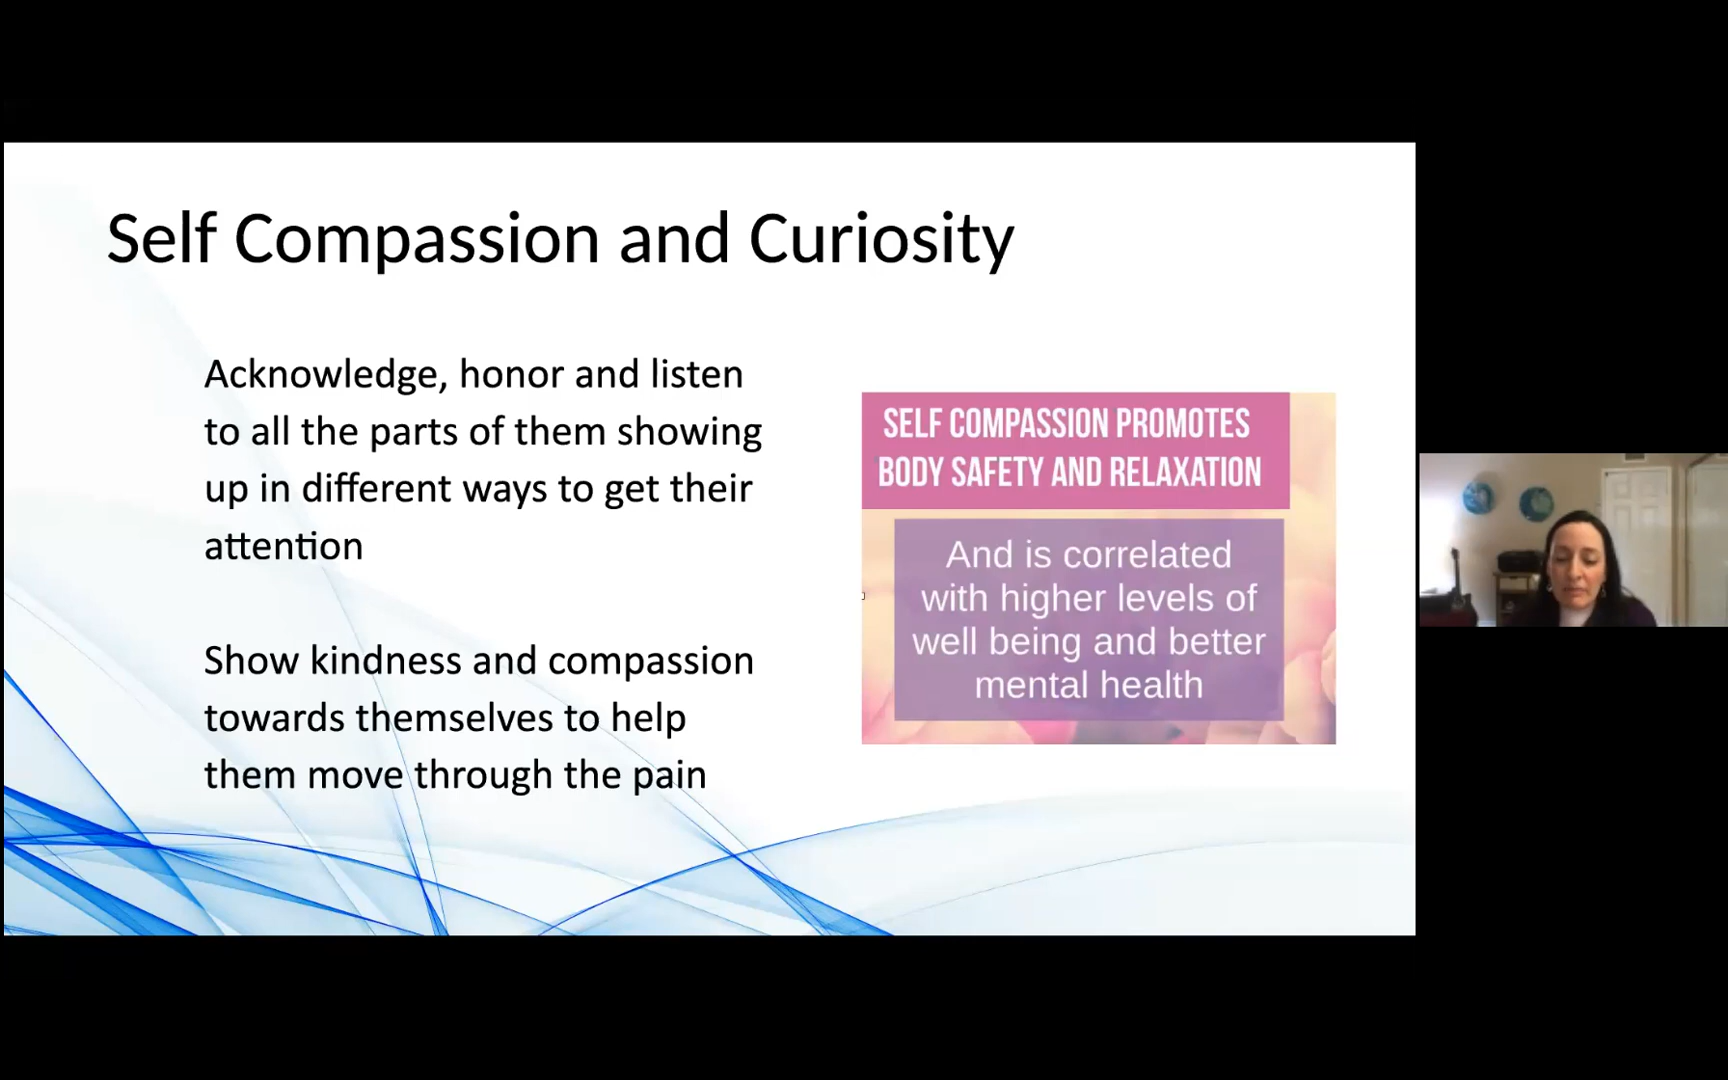 Self Compassion and Curiosity
Acknowledge, honor and listen
to all the parts of them showing
up in different ways to get their
attention
Show kindness and compassion
towards themselves to help
them move through the pain
SELF COMPASSION PROMOTES
BODY SAFETY AND RELAXATION
And is correlated
with higher levels of
well being and better
mental health